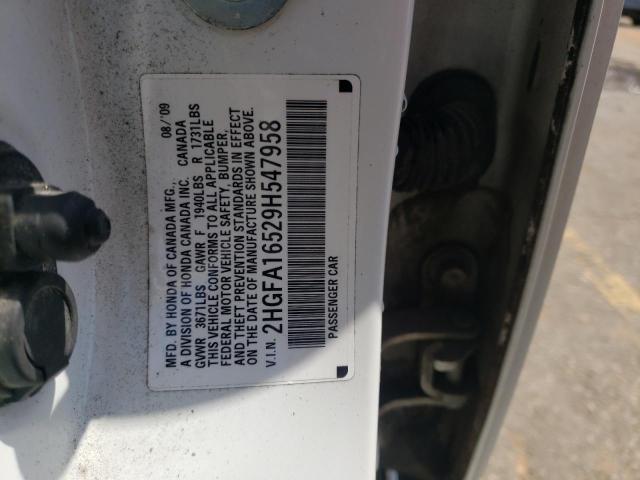 MFD. BY HONDA OF CANADA MFG., 08/'09
A DIVISION OF HONDA CANADA INC. CANADA
GVWR 3671LBS GAWR F 1940LBS R 1731LBS
THIS VEHICLE CONFORMS TO ALL APPLICABLE
FEDERAL MOTOR VEHICLE SAFETY, BUMPER,
AND THEFT PREVENTION STANDARDS IN EFFECT
ON THE DATE OF MANUFACTURE SHOWN ABOVE.
V.I.N. 2HGFA16529H547958
PASSENGER CAR